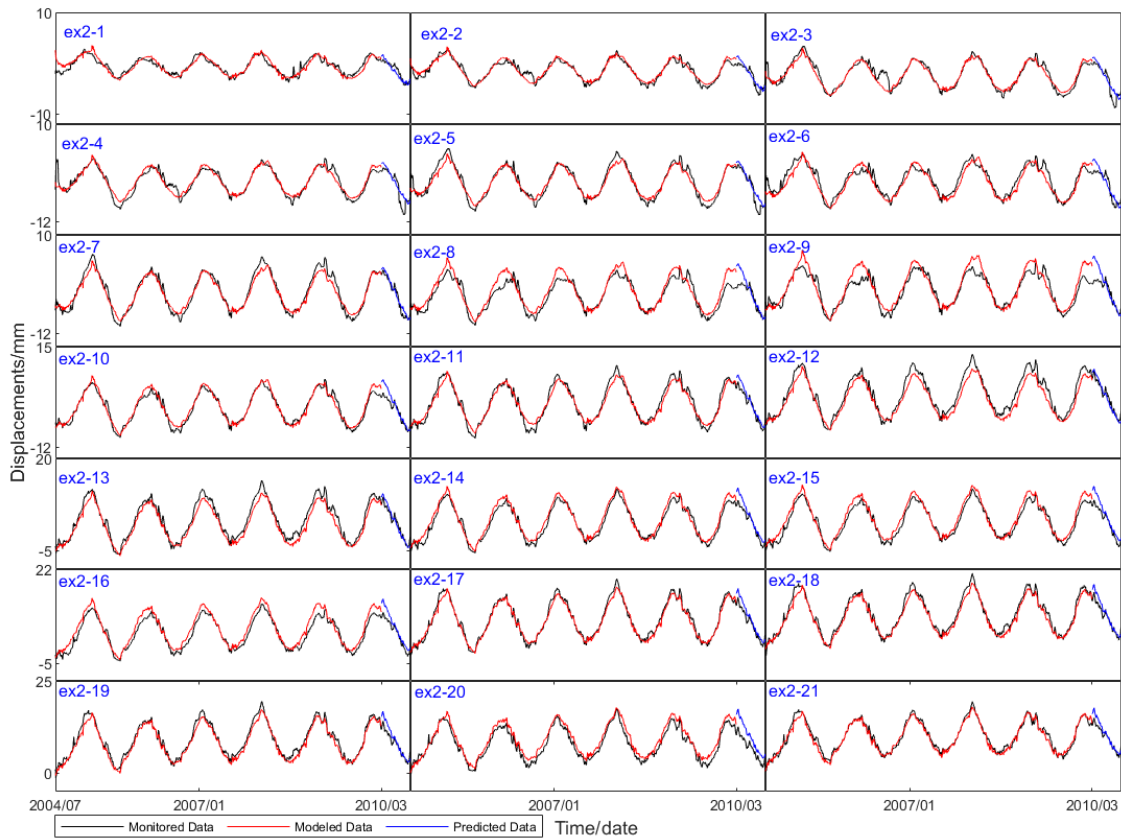 10
ex2-1 ex2-2 ex2-3
-10
10
ex2-4 ex2-5 ex2-6
-12
10
ex2-7 ex2-8 ex2-9
-12
15
ex2-10 ex2-11 ex2-12
-12
20
ex2-13 ex2-14 ex2-15
-5
22
ex2-16 ex2-17 ex2-18
-5
25
ex2-19 ex2-20 ex2-21
0
Displacements/mm
2004/07 2007/01 2010/03 2007/01 2010/03 2007/01 2010/03
Monitored Data Modeled Data Predicted Data Time/date